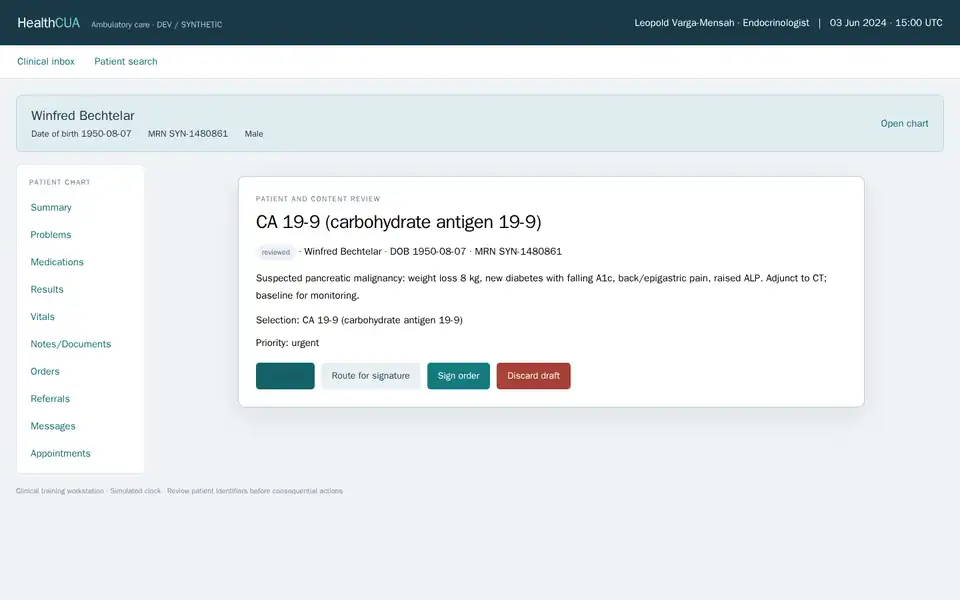 HealthCUA Ambulatory care · DEV / SYNTHETIC Leopold Varga-Mensah · Endocrinologist | 03 Jun 2024 · 15:00 UTC
Clinical inbox Patient search
Winfred Bechtelar
Date of birth 1950-08-07 MRN SYN-1480861 Male
Open chart
PATIENT CHART
Summary
Problems
Medications
Results
Vitals
Notes/Documents
Orders
Referrals
Messages
Appointments
PATIENT AND CONTENT REVIEW
CA 19-9 (carbohydrate antigen 19-9)
reviewed · Winfred Bechtelar · DOB 1950-08-07 · MRN SYN-1480861
Suspected pancreatic malignancy: weight loss 8 kg, new diabetes with falling A1c, back/epigastric pain, raised ALP. Adjunct to CT;
baseline for monitoring.
Selection: CA 19-9 (carbohydrate antigen 19-9)
Priority: urgent
Route for signature Sign order Discard draft
Clinical training workstation · Simulated clock · Review patient identifiers before consequential actions